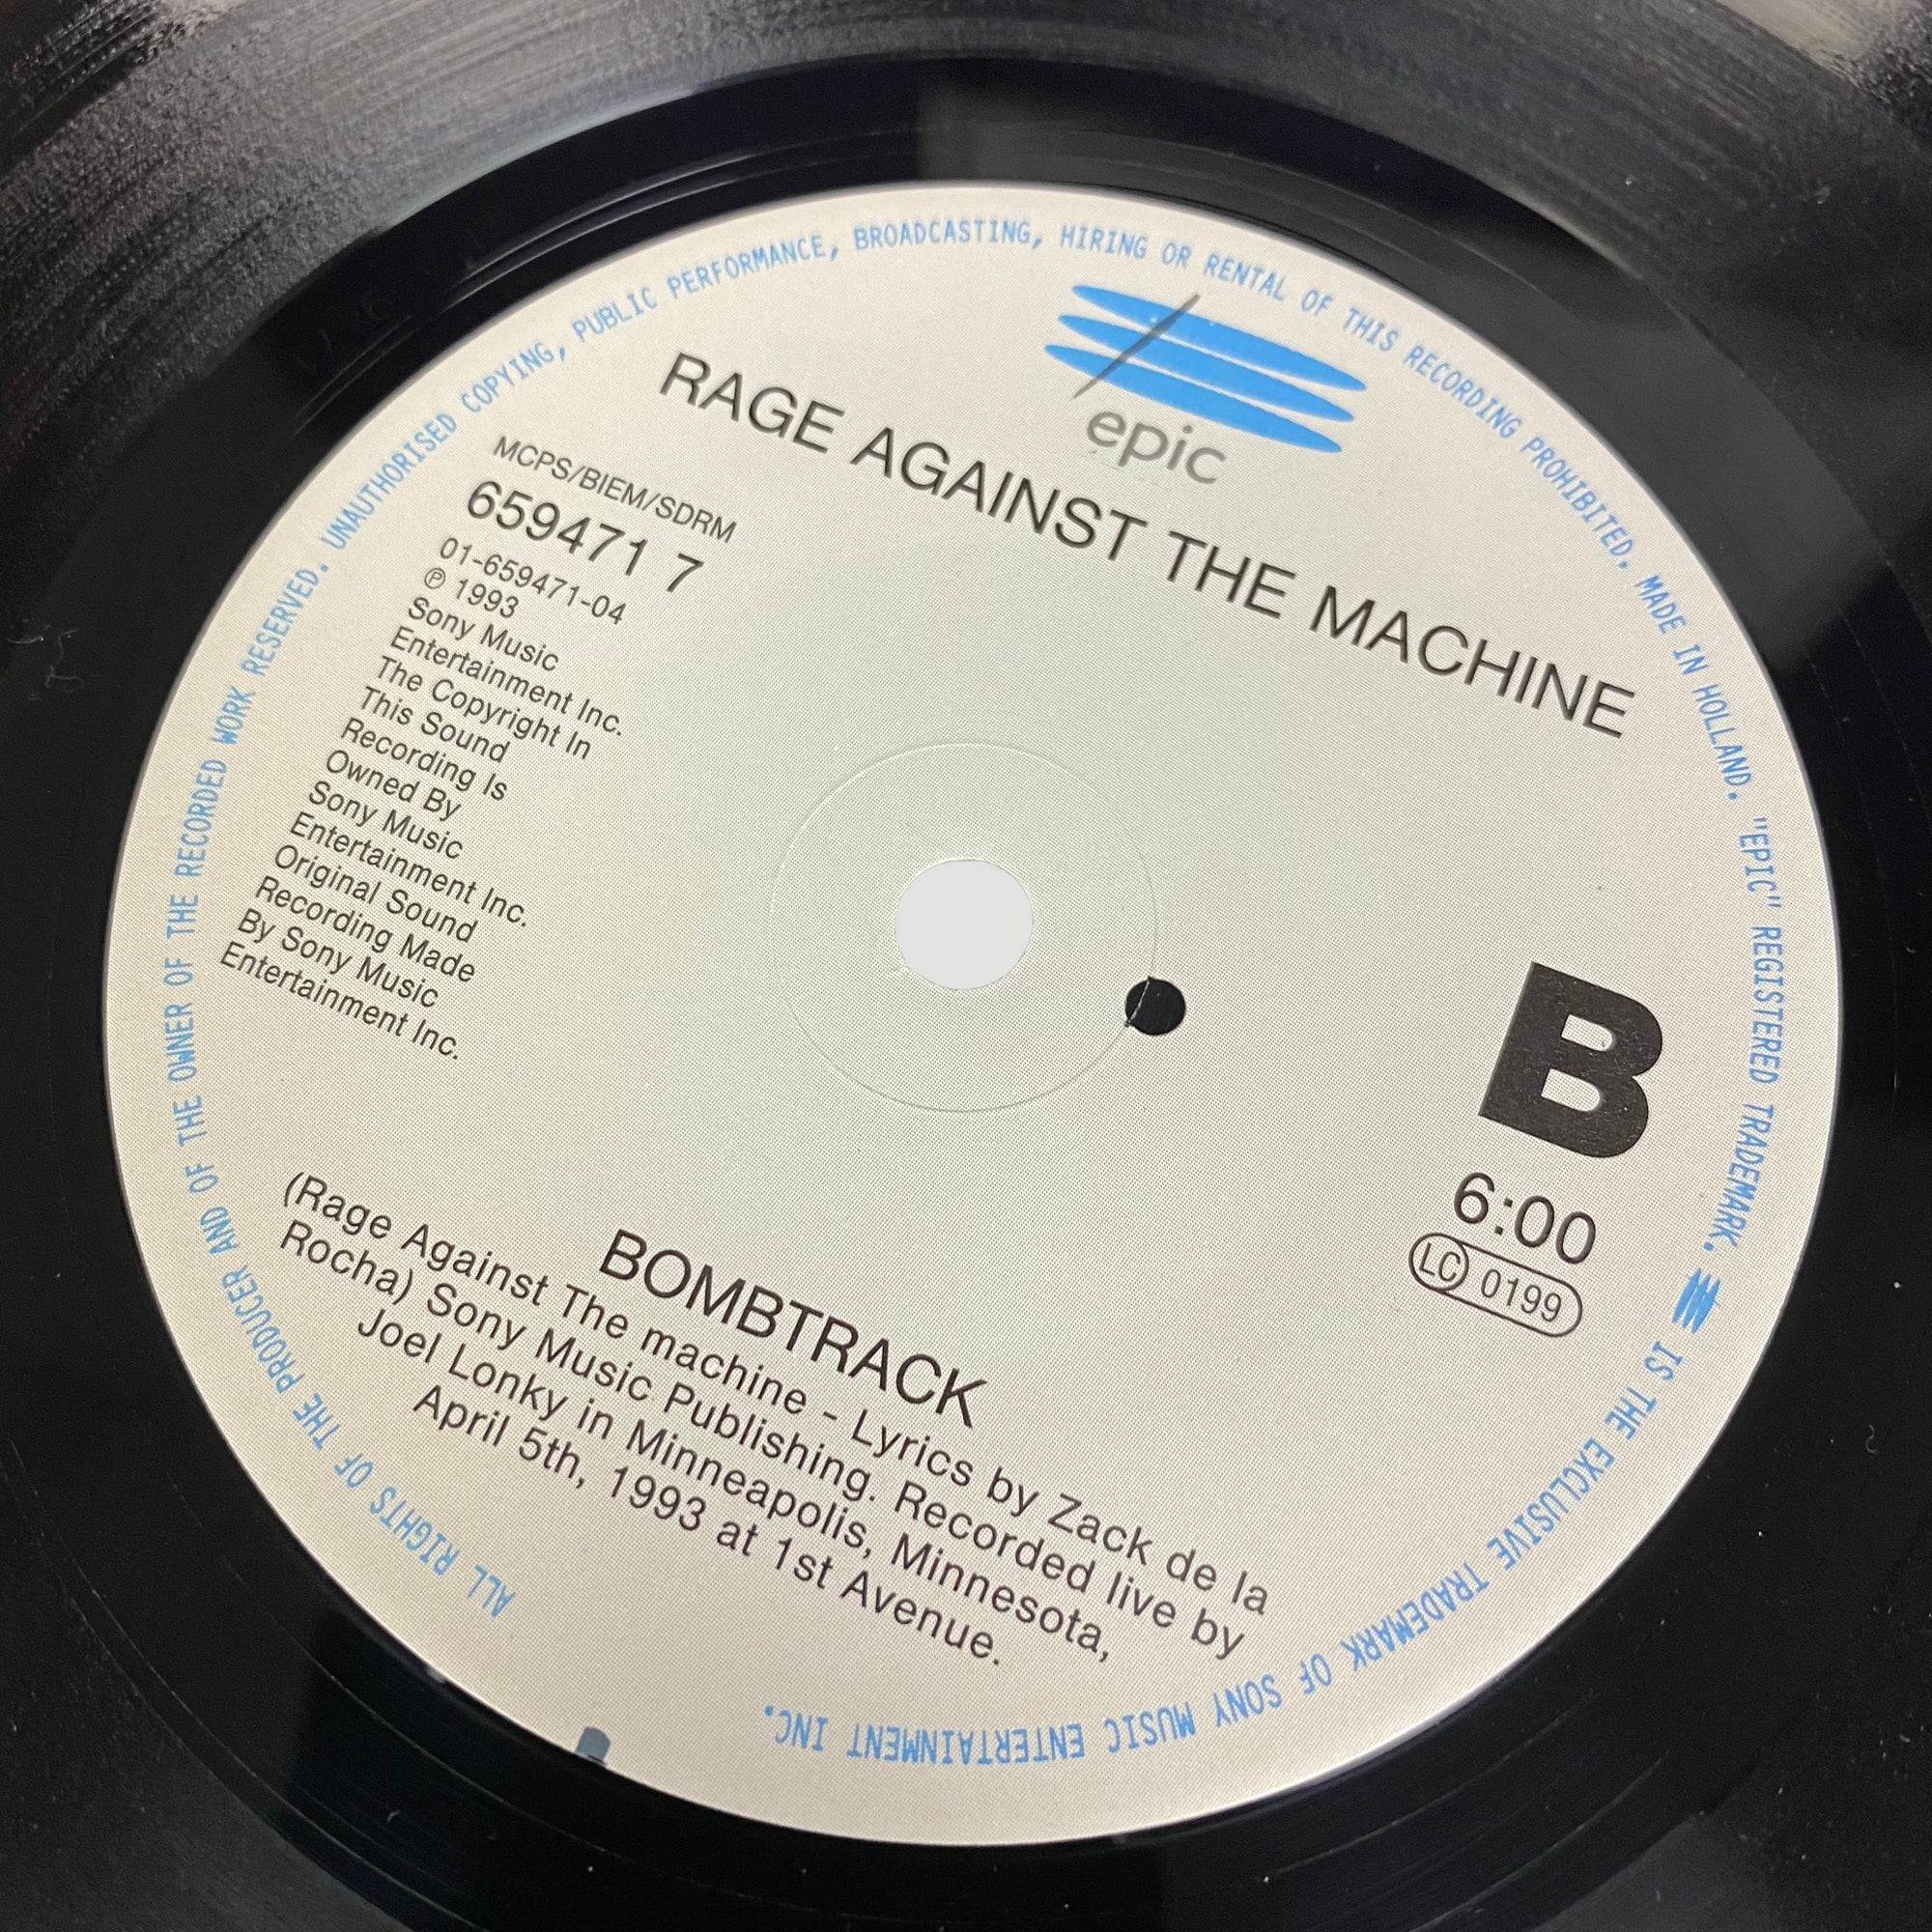 epic
RAGE AGAINST THE MACHINE
MCPS/BIEM/SDRM
659471 7
01-659471-04
℗ 1993
Sony Music
Entertainment Inc.
The Copyright In
This Sound
Recording Is
Owned By
Sony Music
Entertainment Inc.
Original Sound
Recording Made
By Sony Music
Entertainment Inc.
B
6:00
LC 0199
BOMBTRACK
(Rage Against The machine - Lyrics by Zack de la
Rocha) Sony Music Publishing. Recorded live by
Joel Lonky in Minneapolis, Minnesota,
April 5th, 1993 at 1st Avenue.
ALL RIGHTS OF THE PRODUCER AND OF THE OWNER OF THE RECORDED WORK RESERVED. UNAUTHORISED COPYING, PUBLIC PERFORMANCE, BROADCASTING, HIRING OR RENTAL OF THIS RECORDING PROHIBITED. MADE IN HOLLAND. "EPIC" REGISTERED TRADEMARK. IS THE EXCLUSIVE TRADEMARK OF SONY MUSIC ENTERTAINMENT INC.